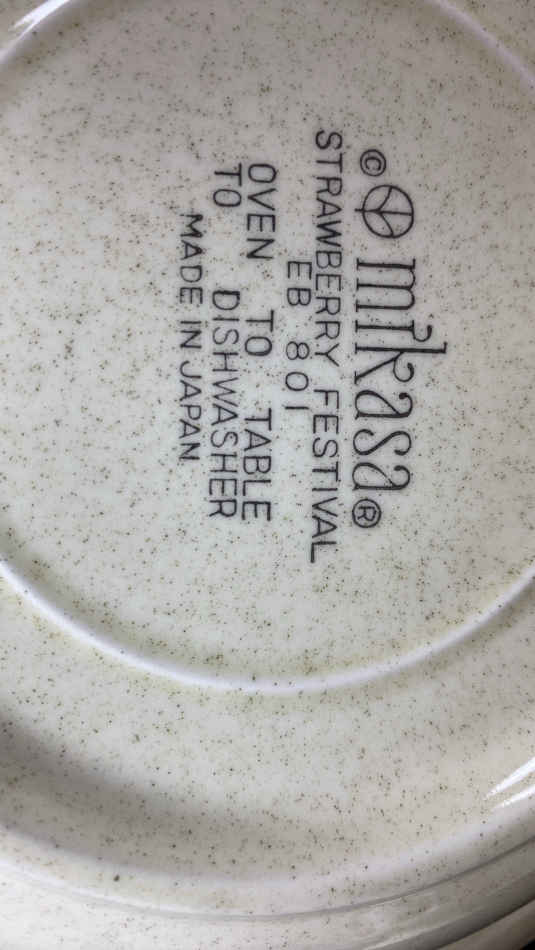 © mikasa ®
STRAWBERRY FESTIVAL
EB 801
OVEN TO TABLE
TO DISHWASHER
MADE IN JAPAN